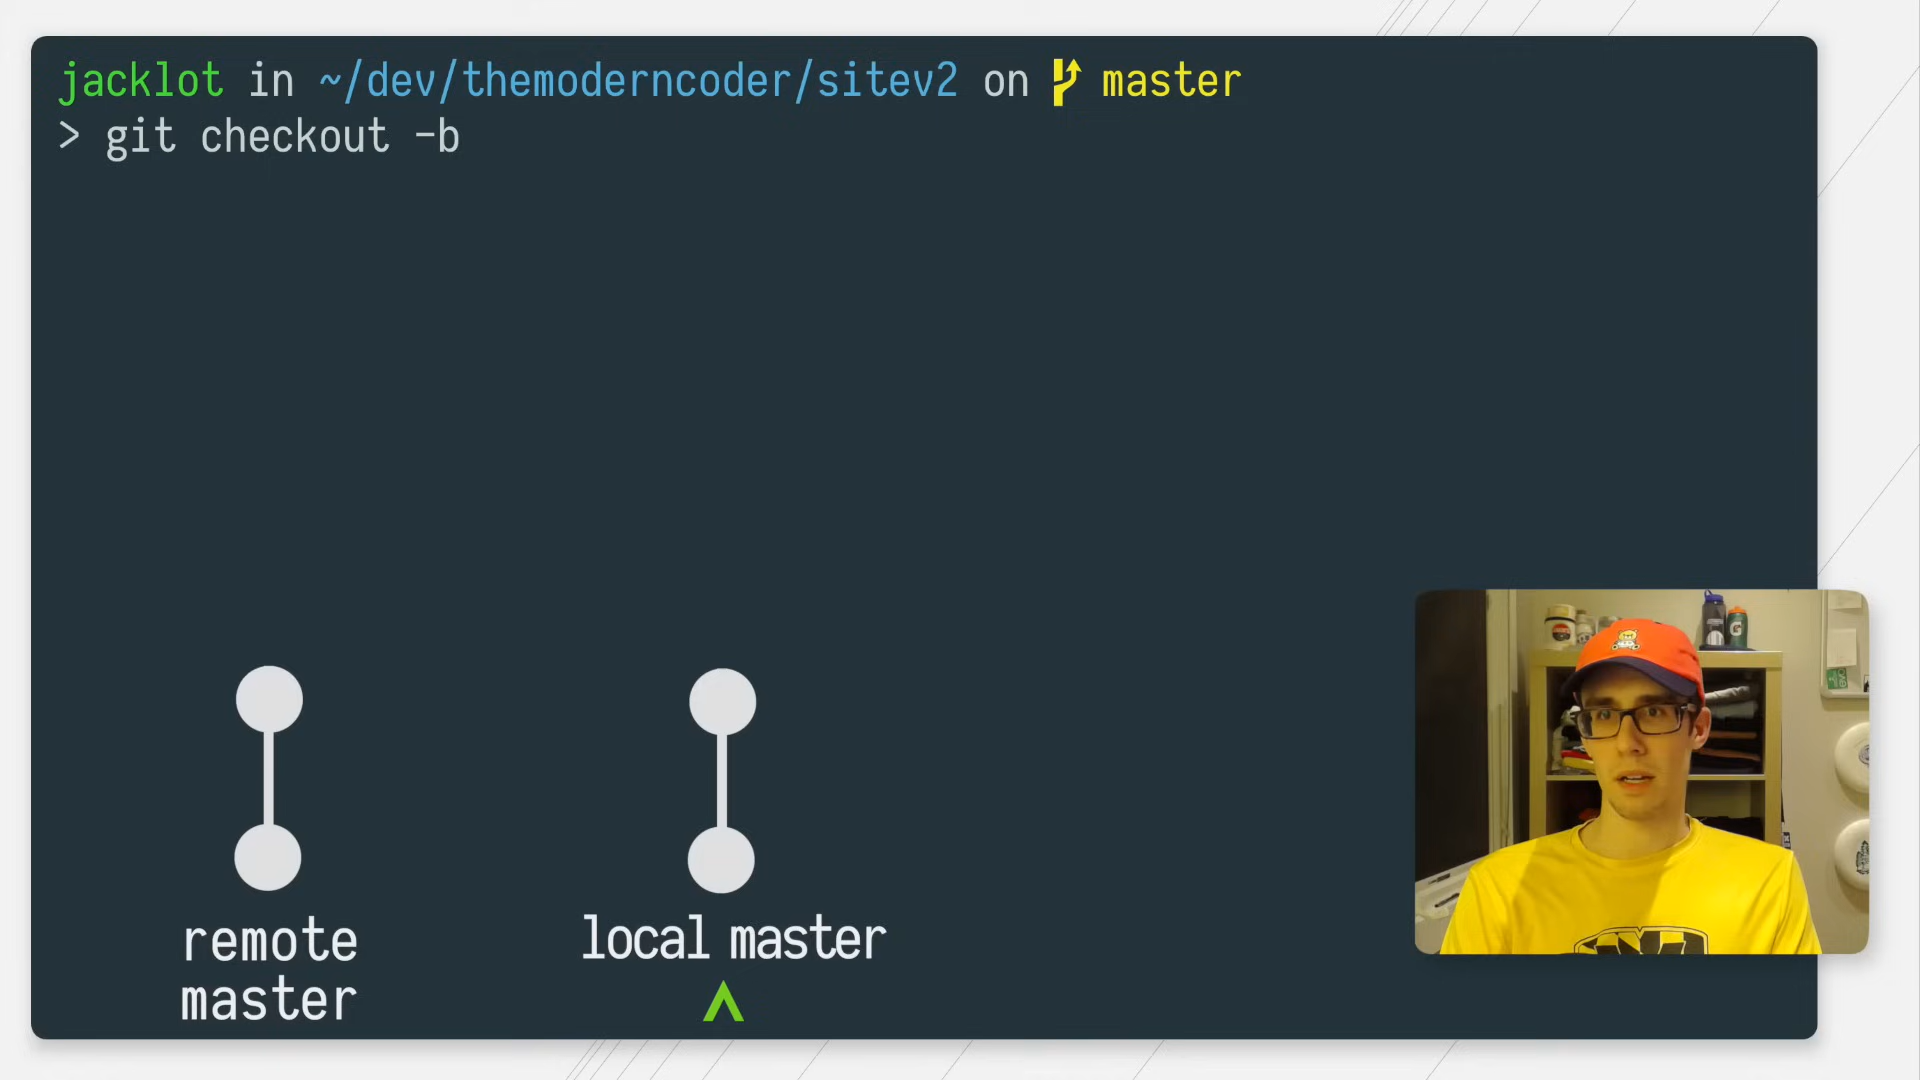 jacklot in ~/dev/themoderncoder/sitev2 on master
> git checkout -b
remote
master
local master